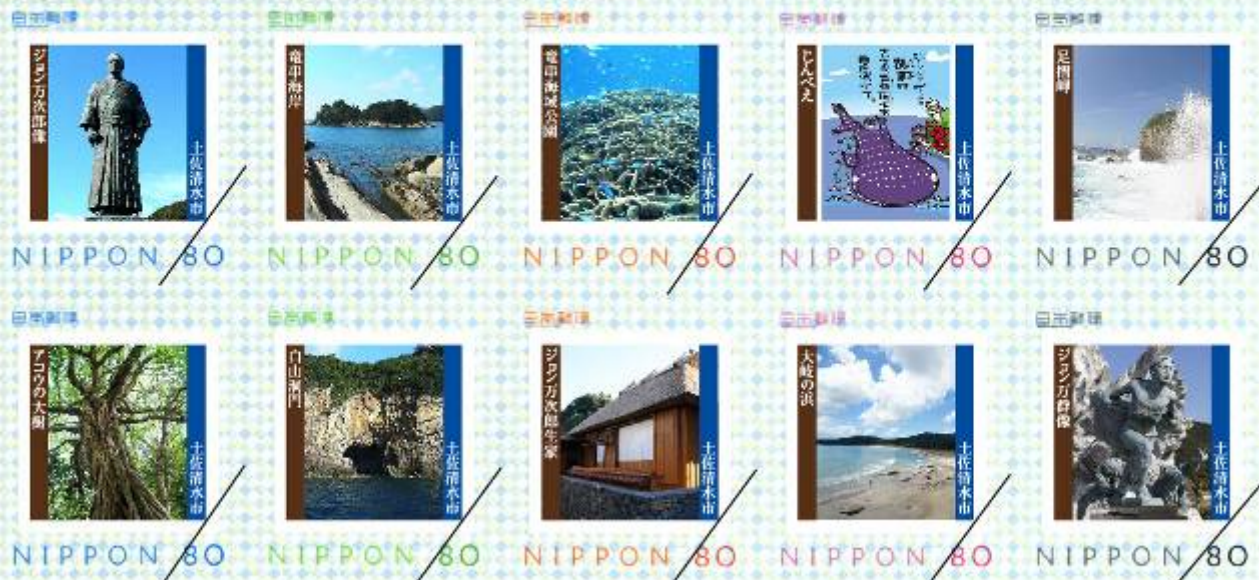 日本郵便
ジョン万次郎像
土佐清水市
NIPPON 80
日本郵便
竜串海岸
土佐清水市
NIPPON 80
日本郵便
竜串海域公園
土佐清水市
NIPPON 80
日本郵便
じんべえ
土佐清水市
NIPPON 80
日本郵便
足摺岬
土佐清水市
NIPPON 80
日本郵便
アコウの大樹
土佐清水市
NIPPON 80
日本郵便
白山洞門
土佐清水市
NIPPON 80
日本郵便
ジョン万次郎生家
土佐清水市
NIPPON 80
日本郵便
大岐の浜
土佐清水市
NIPPON 80
日本郵便
ジョン万群像
土佐清水市
NIPPON 80